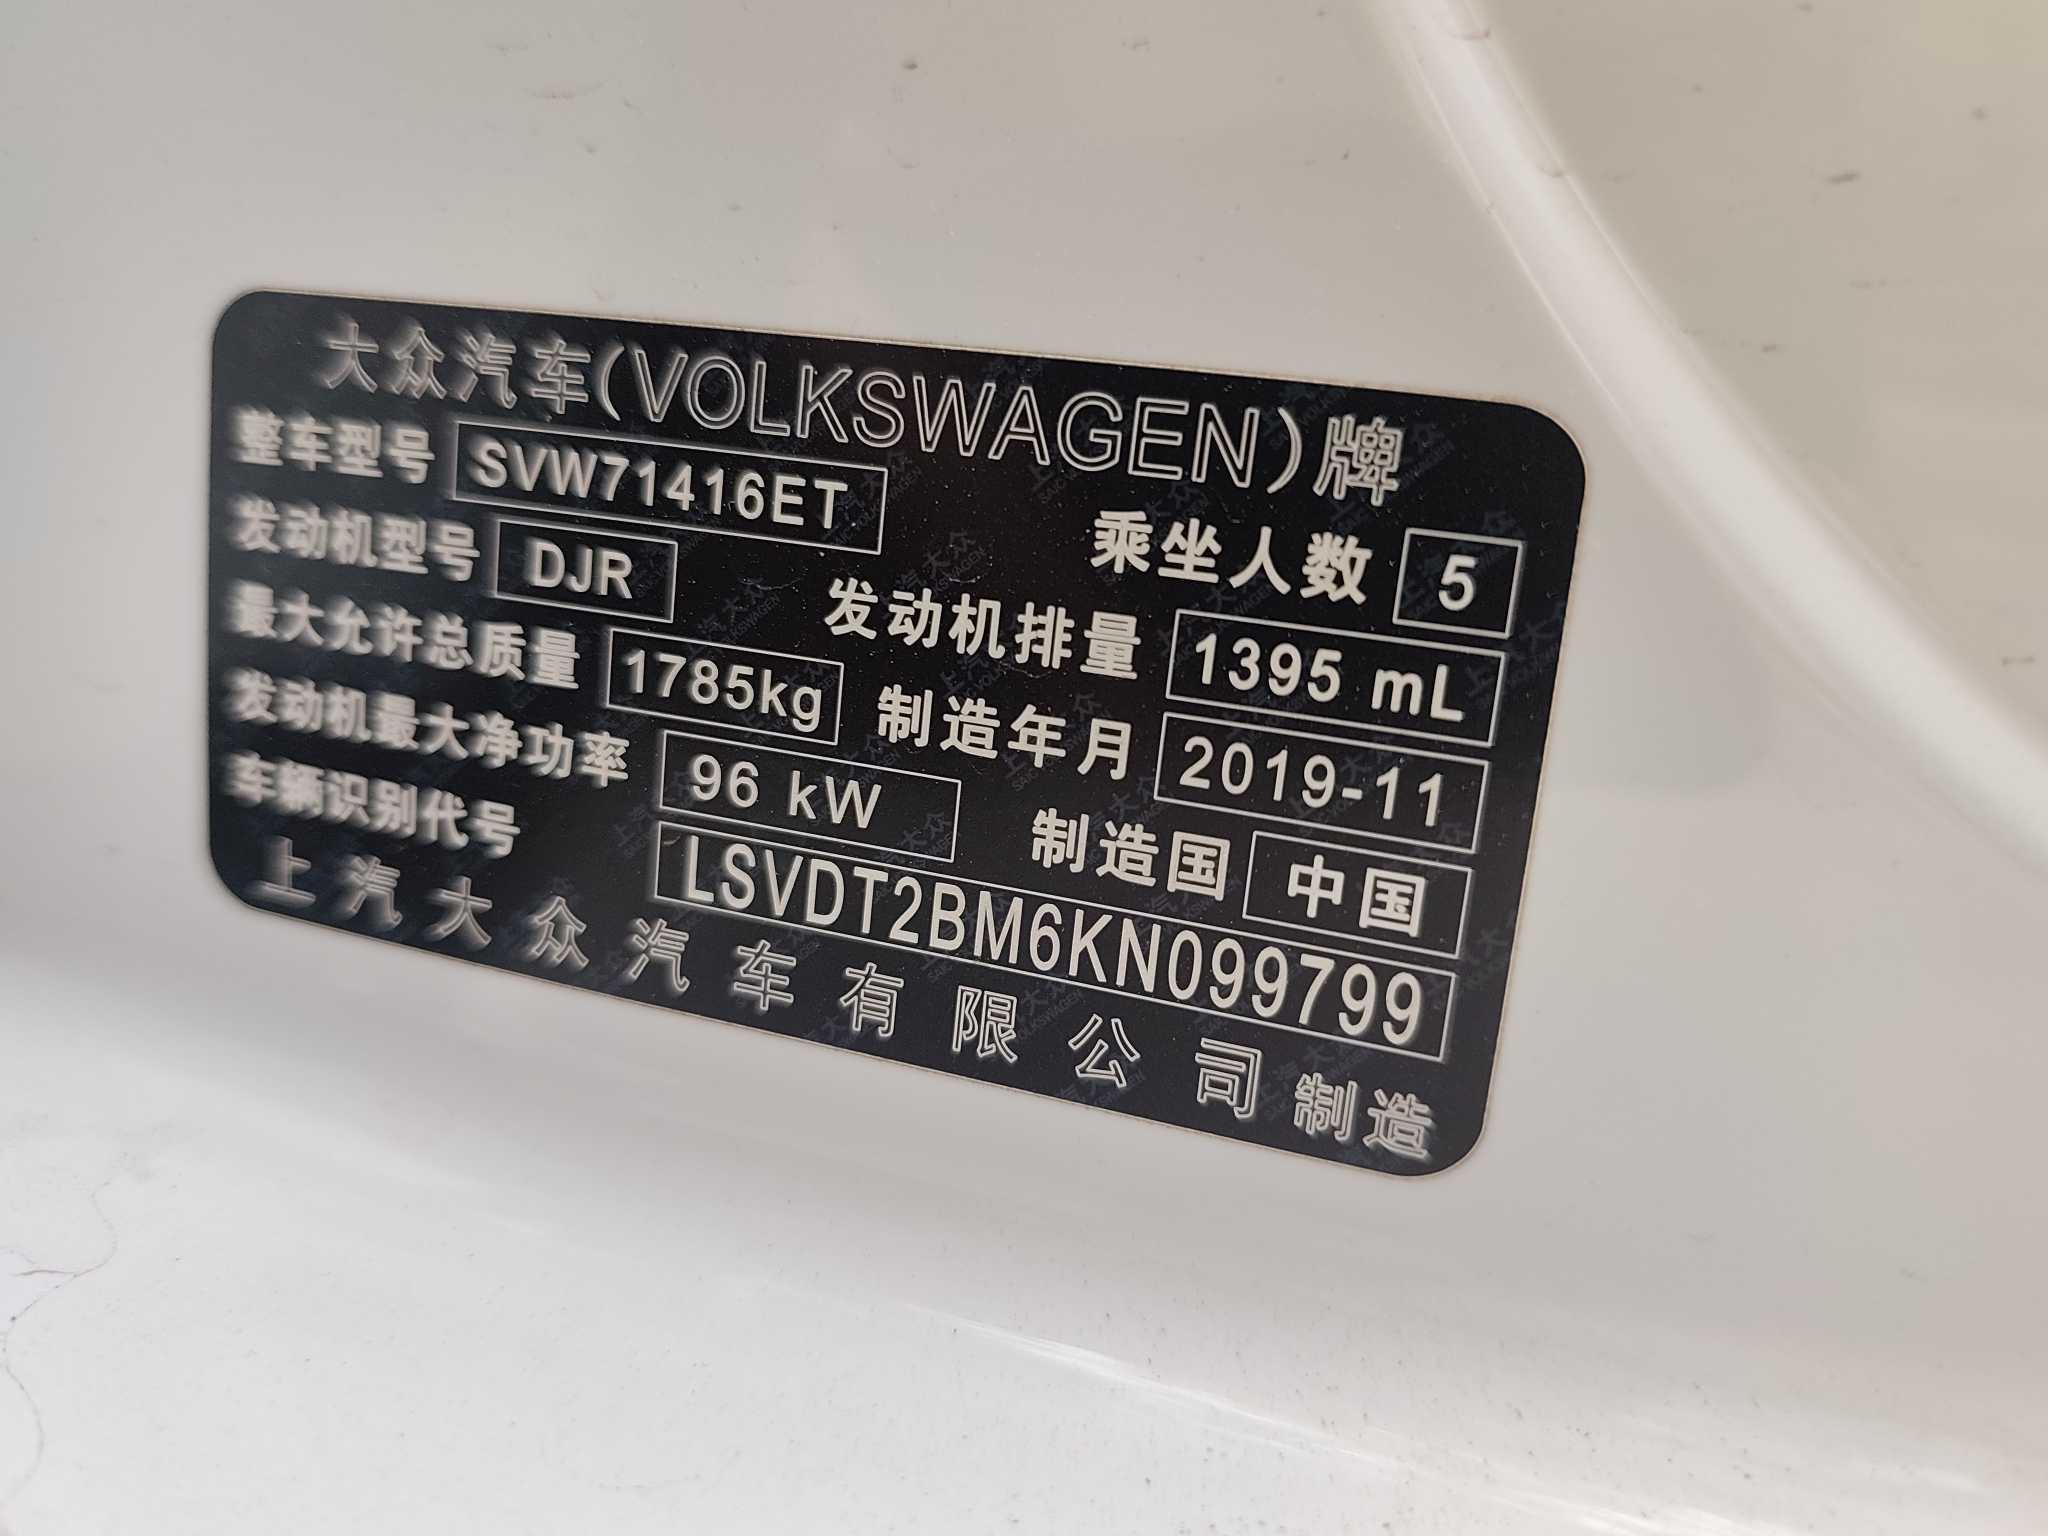 大众汽车(VOLKSWAGEN)牌
整车型号 SVW71416ET 乘坐人数 5
发动机型号 DJR 发动机排量 1395 mL
最大允许总质量 1785kg 制造年月 2019-11
发动机最大净功率 96 kW 制造国 中国
车辆识别代号 LSVDT2BM6KN099799
上汽大众汽车有限公司制造